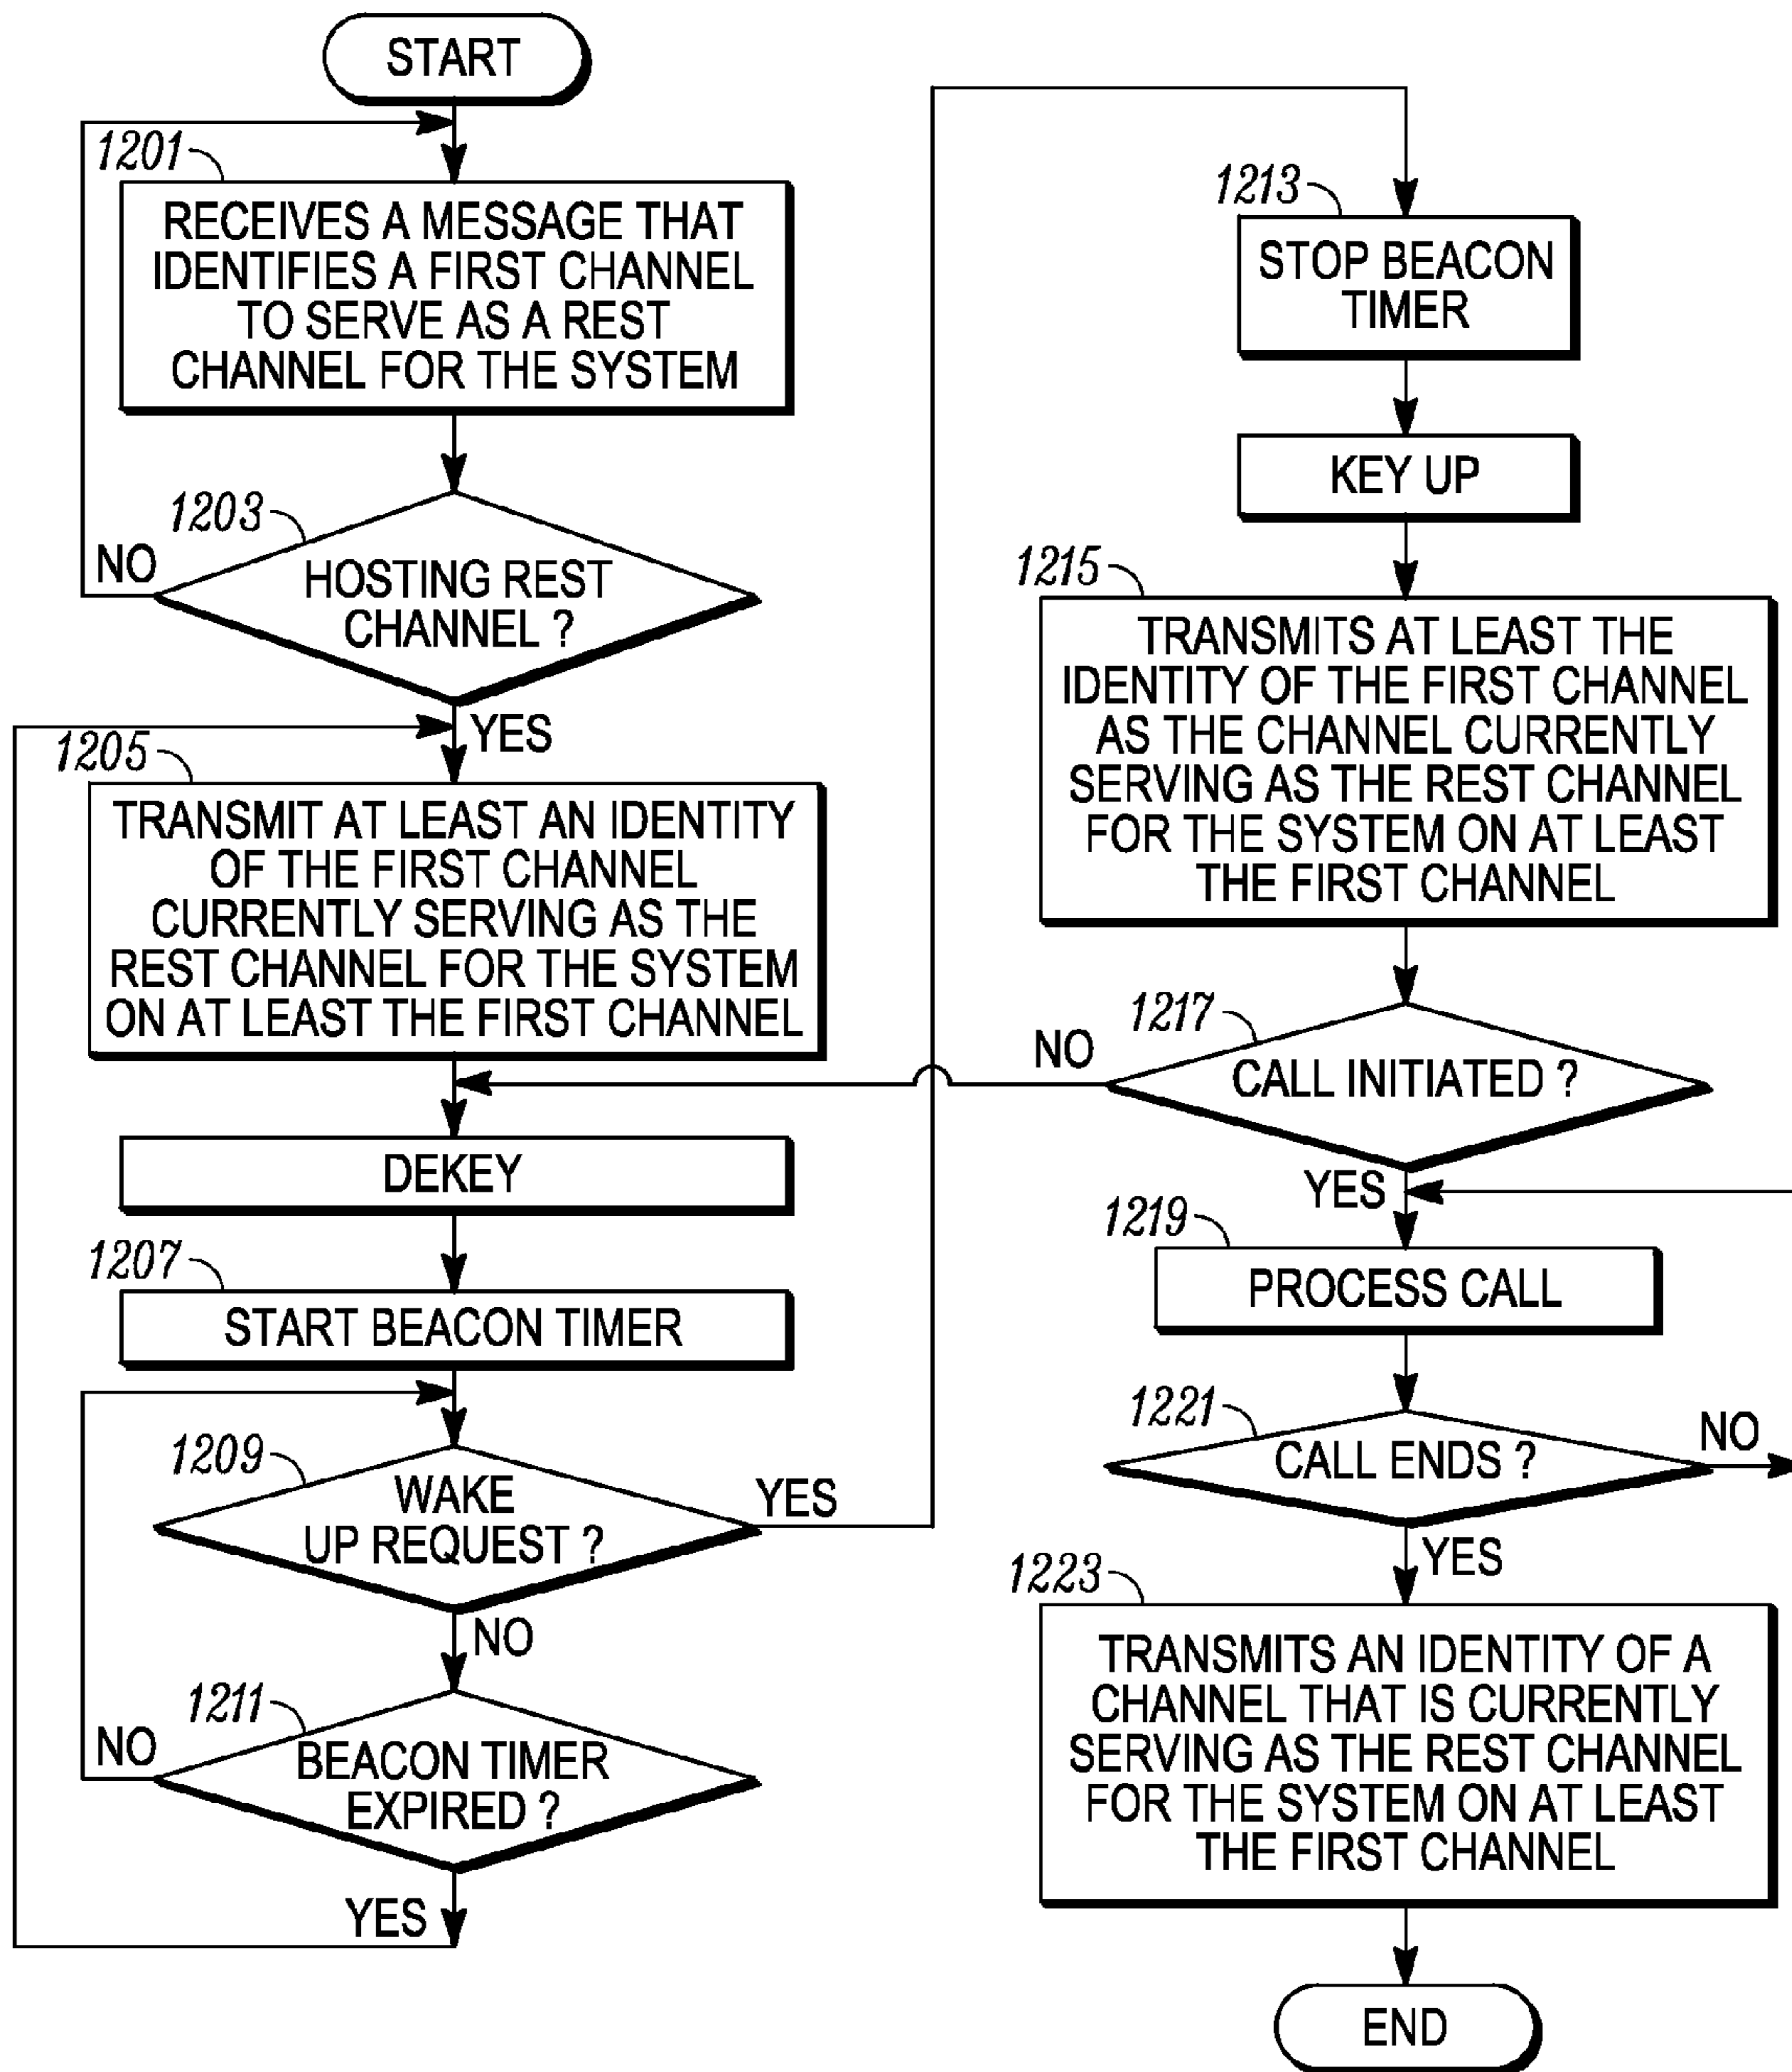 START
1201
RECEIVES A MESSAGE THAT
IDENTIFIES A FIRST CHANNEL
TO SERVE AS A REST
CHANNEL FOR THE SYSTEM
1203
NO
HOSTING REST
CHANNEL ?
YES
1205
TRANSMIT AT LEAST AN IDENTITY
OF THE FIRST CHANNEL
CURRENTLY SERVING AS THE
REST CHANNEL FOR THE SYSTEM
ON AT LEAST THE FIRST CHANNEL
DEKEY
1207
START BEACON TIMER
1209
WAKE
UP REQUEST ?
YES
NO
1211
NO
BEACON TIMER
EXPIRED ?
YES
1213
STOP BEACON
TIMER
KEY UP
1215
TRANSMITS AT LEAST THE
IDENTITY OF THE FIRST CHANNEL
AS THE CHANNEL CURRENTLY
SERVING AS THE REST CHANNEL
FOR THE SYSTEM ON AT LEAST
THE FIRST CHANNEL
1217
NO
CALL INITIATED ?
YES
1219
PROCESS CALL
1221
CALL ENDS ?
NO
YES
1223
TRANSMITS AN IDENTITY OF A
CHANNEL THAT IS CURRENTLY
SERVING AS THE REST CHANNEL
FOR THE SYSTEM ON AT LEAST
THE FIRST CHANNEL
END